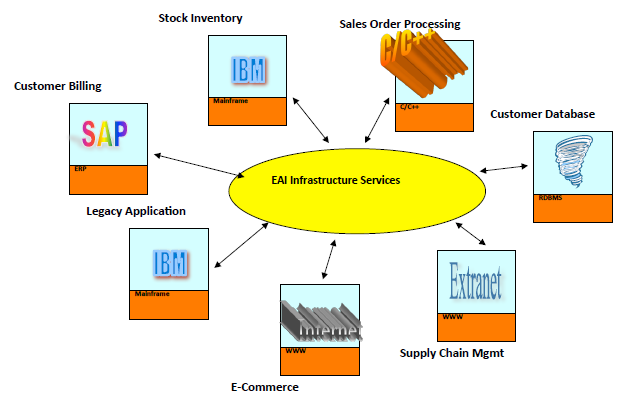 Stock Inventory
IBM
Mainframe
Sales Order Processing
C/C++
C/C++
Customer Billing
SAP
ERP
Customer Database
RDBMS
EAI Infrastructure Services
Legacy Application
IBM
Mainframe
Internet
WWW
E-Commerce
Extranet
WWW
Supply Chain Mgmt